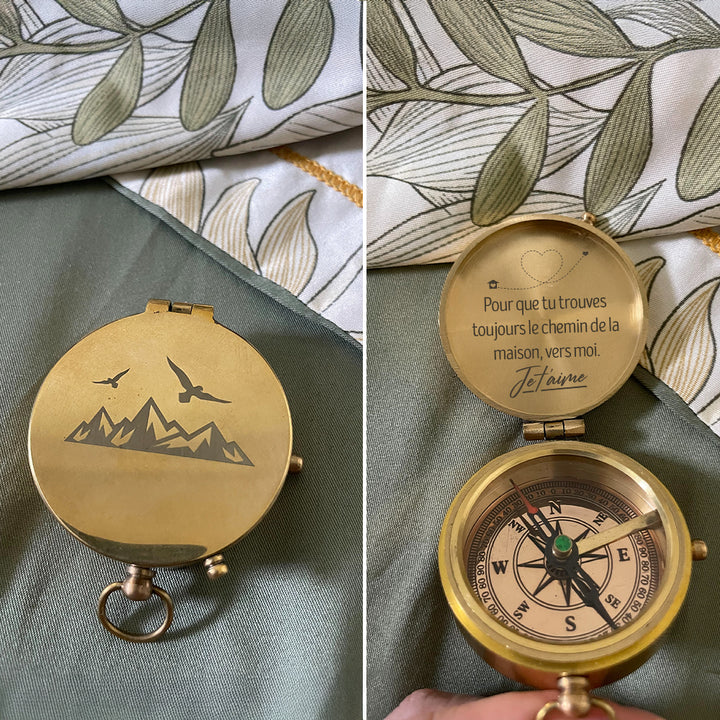 Pour que tu trouves
toujours le chemin de la
maison, vers moi.
Je t'aime
N
NW NE
W E
SW SE
S